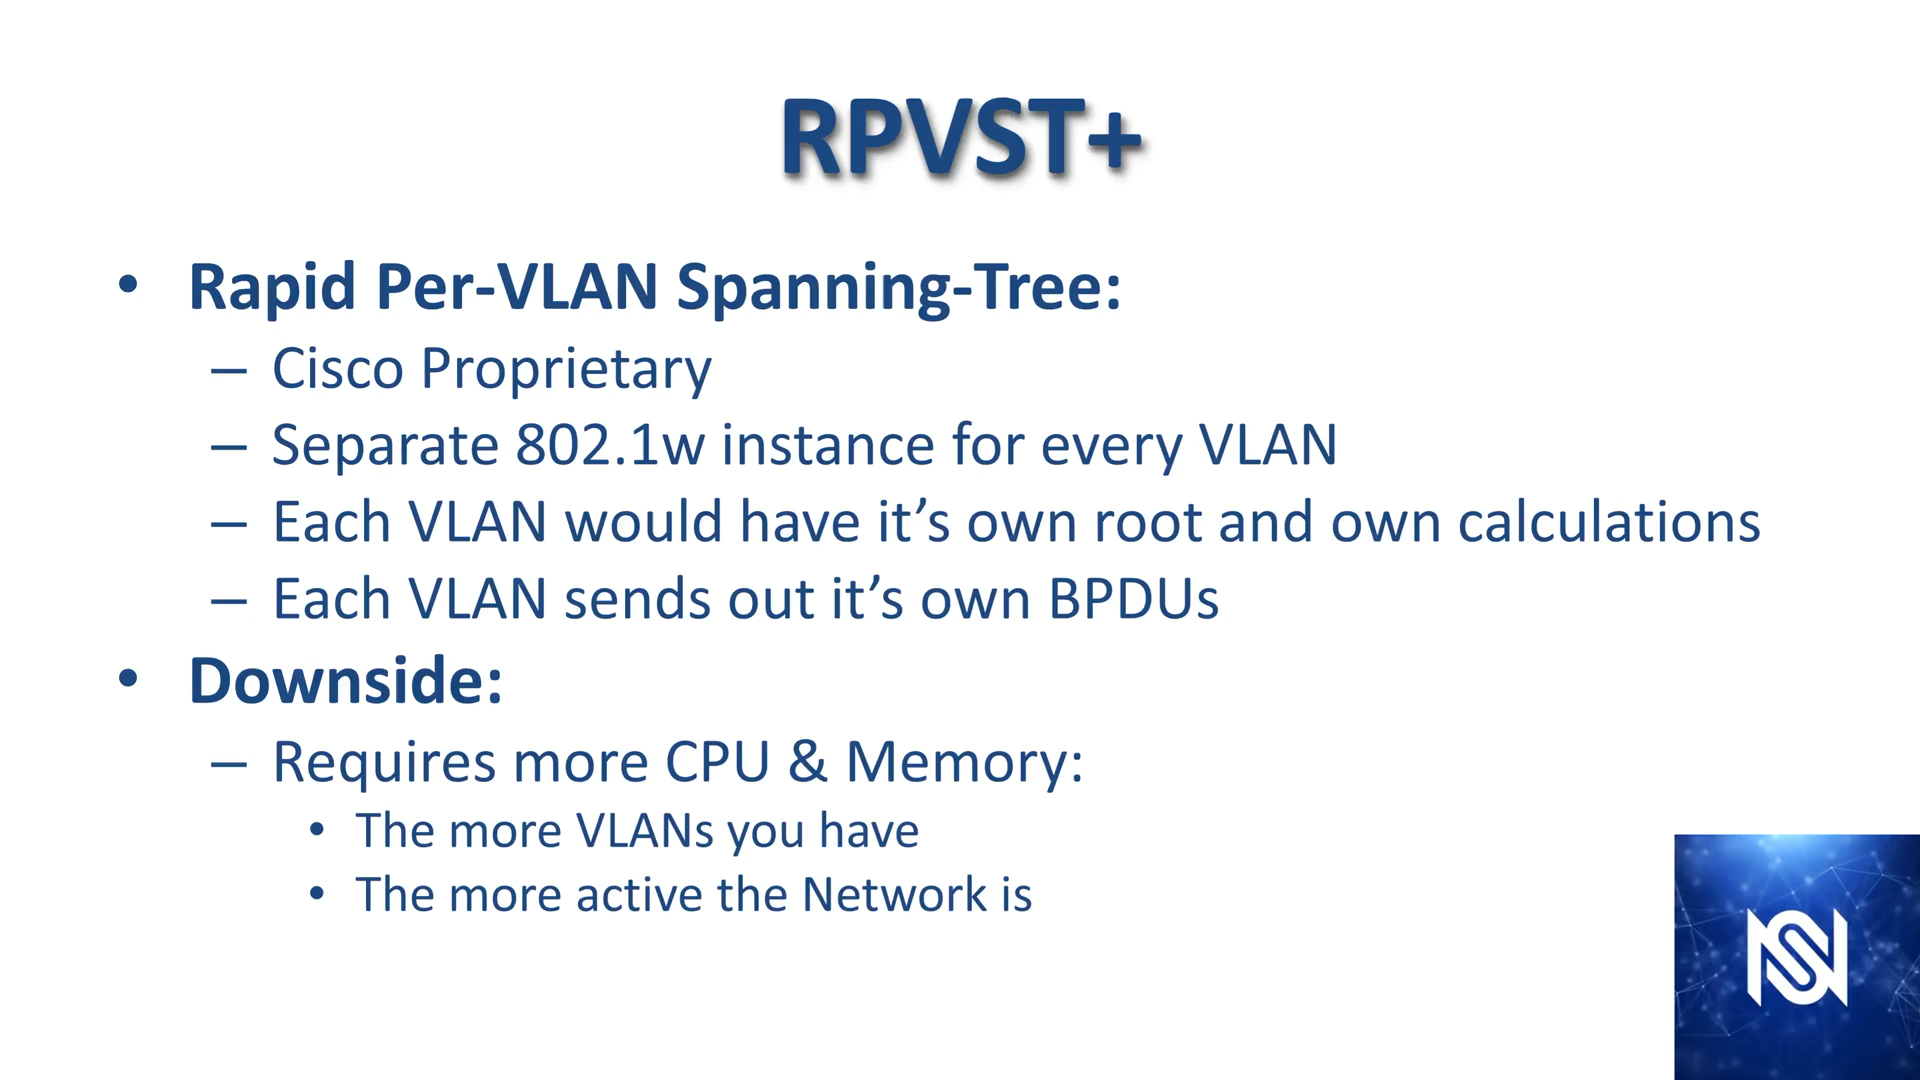 RPVST+
• Rapid Per-VLAN Spanning-Tree:
– Cisco Proprietary
– Separate 802.1w instance for every VLAN
– Each VLAN would have it’s own root and own calculations
– Each VLAN sends out it’s own BPDUs
• Downside:
– Requires more CPU & Memory:
• The more VLANs you have
• The more active the Network is